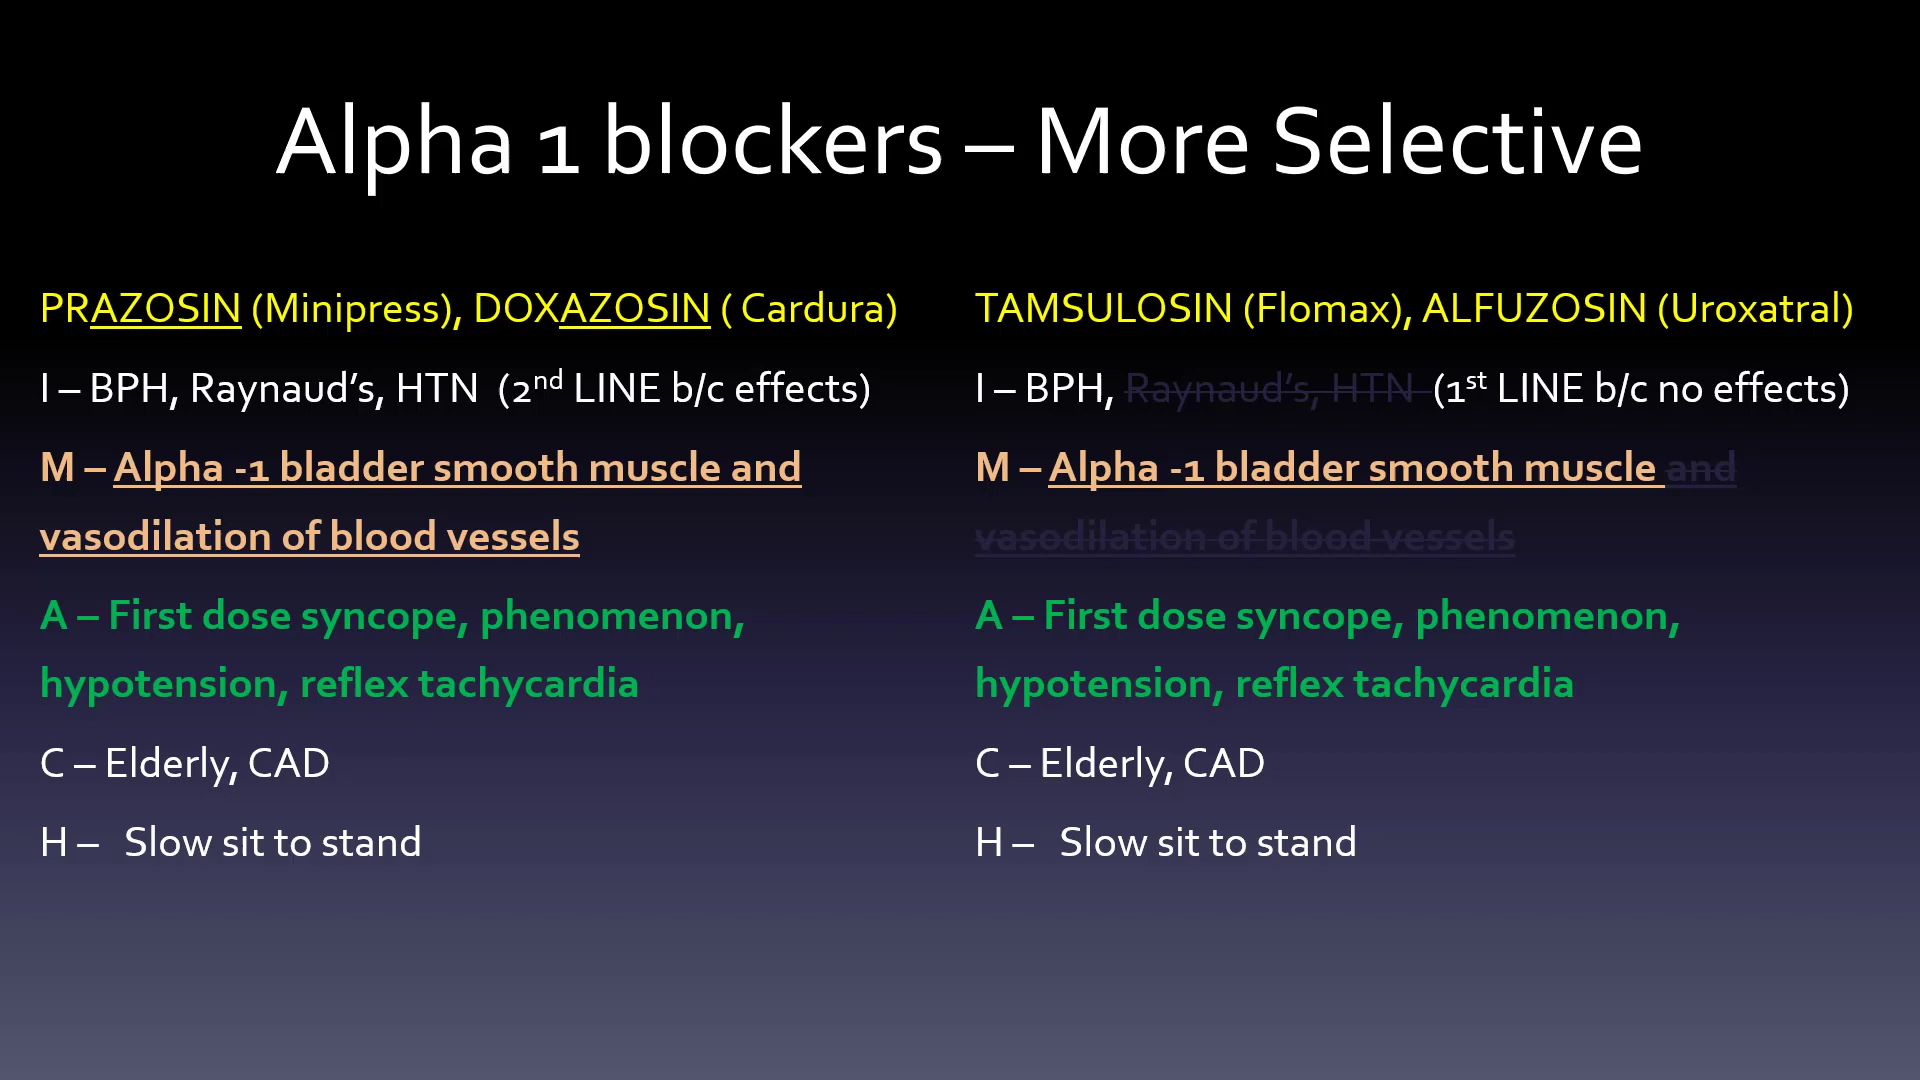 Alpha 1 blockers – More Selective
PRAZOSIN (Minipress), DOXAZOSIN ( Cardura)
I – BPH, Raynaud’s, HTN  (2nd LINE b/c effects)
M – Alpha -1 bladder smooth muscle and
vasodilation of blood vessels
A – First dose syncope, phenomenon,
hypotension, reflex tachycardia
C – Elderly, CAD
H –   Slow sit to stand
TAMSULOSIN (Flomax), ALFUZOSIN (Uroxatral)
I – BPH, Raynaud’s, HTN  (1st LINE b/c no effects)
M – Alpha -1 bladder smooth muscle and
vasodilation of blood vessels
A – First dose syncope, phenomenon,
hypotension, reflex tachycardia
C – Elderly, CAD
H –   Slow sit to stand